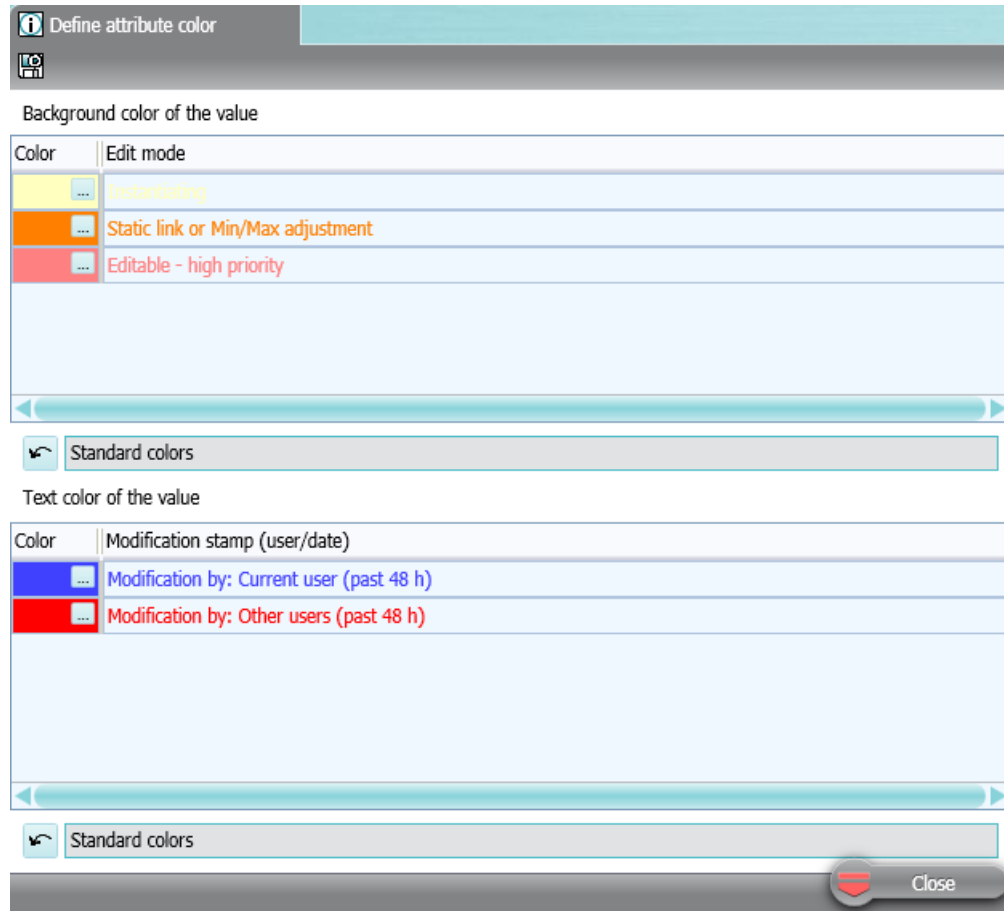 Define attribute color
Background color of the value
Color Edit mode
...
Instantiating
... Static link or Min/Max adjustment
... Editable - high priority
Standard colors
Text color of the value
Color Modification stamp (user/date)
... Modification by: Current user (past 48 h)
... Modification by: Other users (past 48 h)
Standard colors
Close